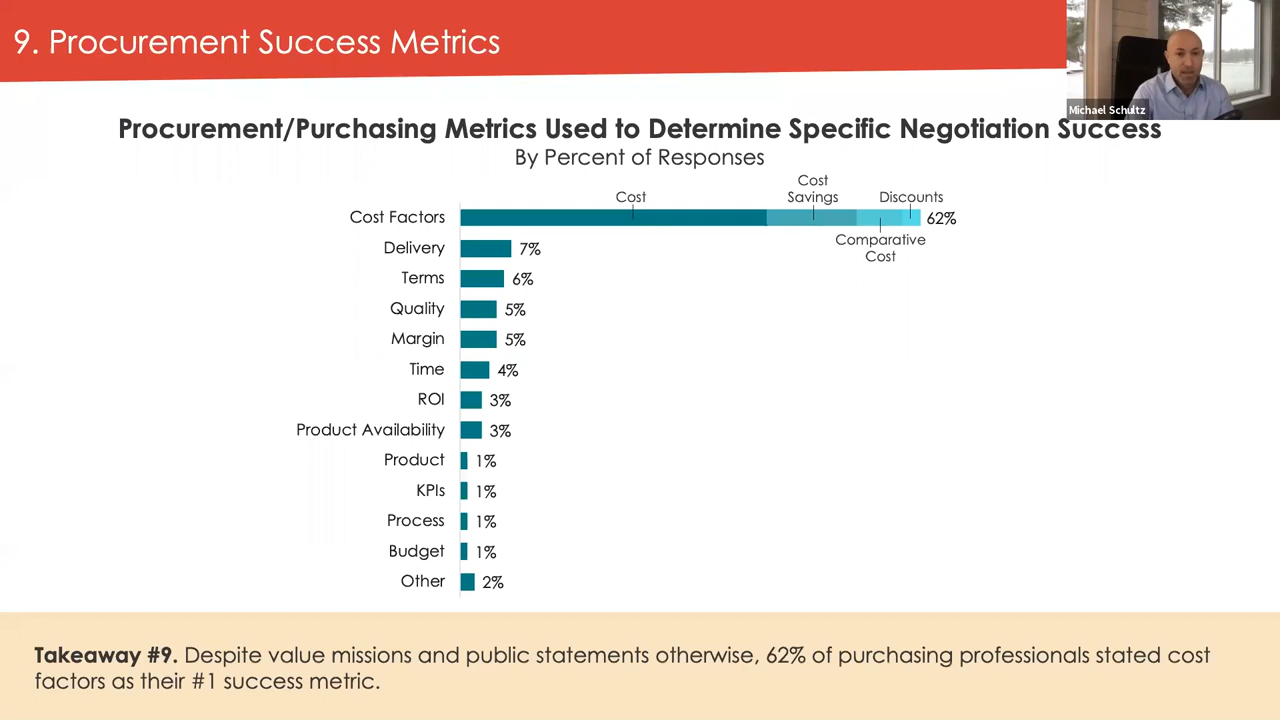 9. Procurement Success Metrics
Michael Schultz
Procurement/Purchasing Metrics Used to Determine Specific Negotiation Success
By Percent of Responses
Cost
Cost
Savings
Discounts
Cost Factors
62%
Comparative
Cost
Delivery
7%
Terms
6%
Quality
5%
Margin
5%
Time
4%
ROI
3%
Product Availability
3%
Product
1%
KPIs
1%
Process
1%
Budget
1%
Other
2%
Takeaway #9. Despite value missions and public statements otherwise, 62% of purchasing professionals stated cost
factors as their #1 success metric.